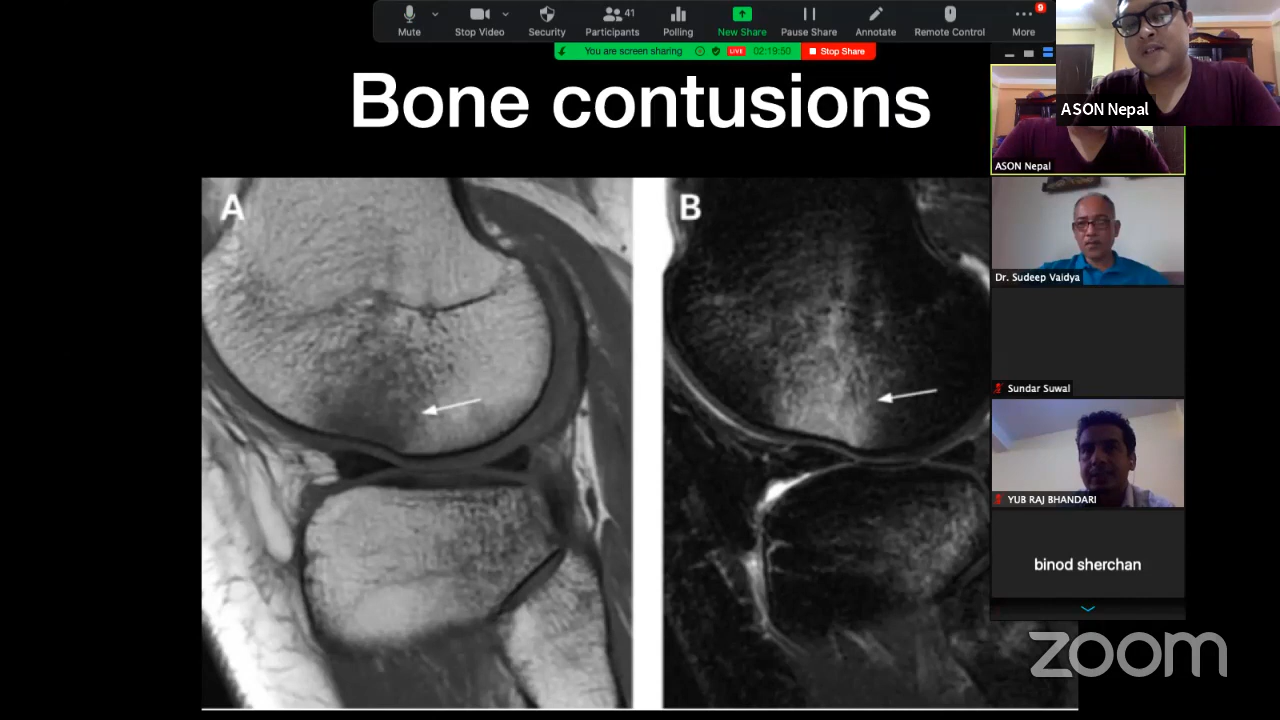 Mute
Stop Video
Security
Participants
41
Polling
New Share
Pause Share
Annotate
Remote Control
More
9
You are screen sharing
LIVE
02:19:50
Stop Share
Bone contusions
A
B
ASON Nepal
ASON Nepal
Dr. Sudeep Vaidya
Sundar Suwal
YUB RAJ BHANDARI
binod sherchan
zoom